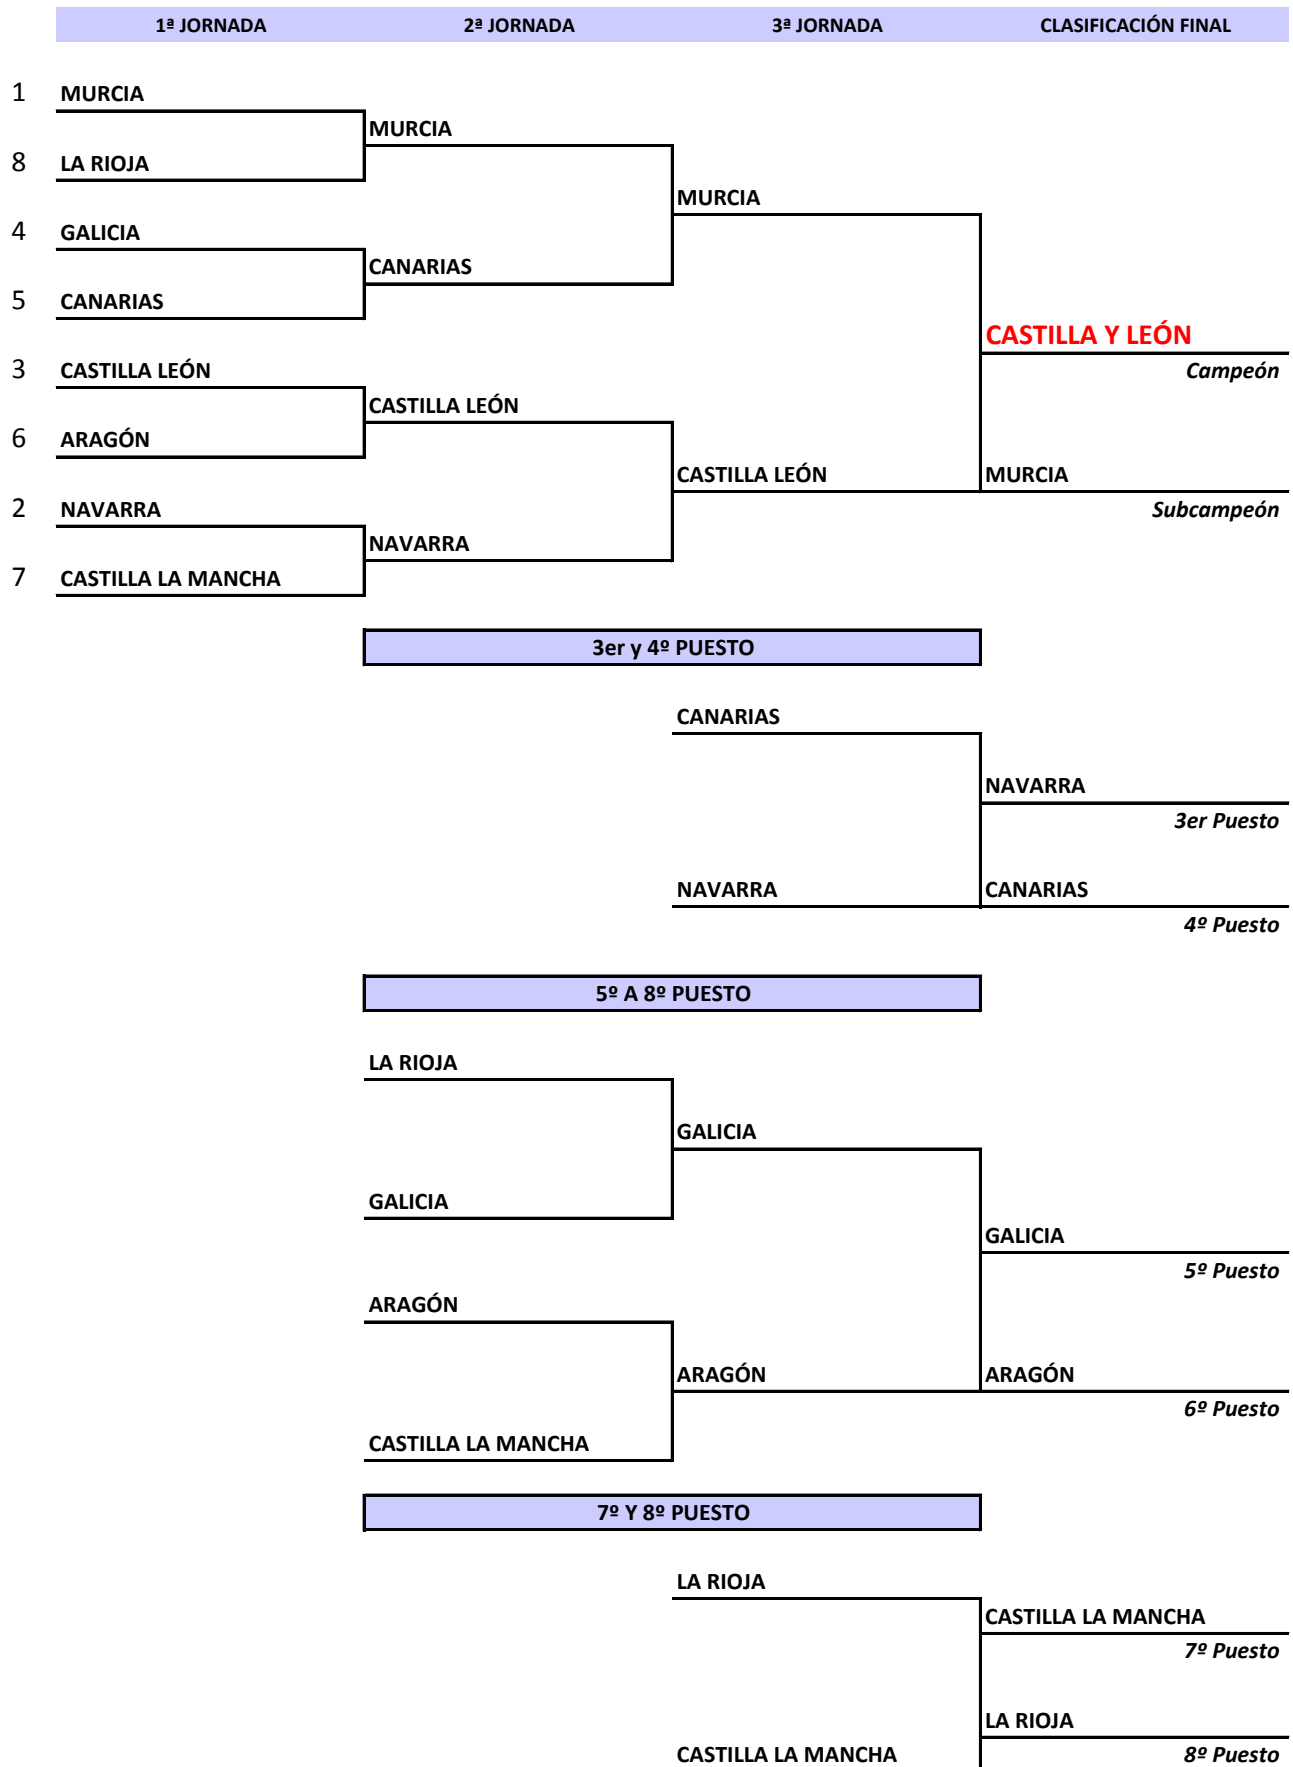 1ª JORNADA 2ª JORNADA 3ª JORNADA CLASIFICACIÓN FINAL
1 MURCIA
MURCIA
8 LA RIOJA
MURCIA
4 GALICIA
CANARIAS
5 CANARIAS
CASTILLA Y LEÓN
3 CASTILLA LEÓN Campeón
CASTILLA LEÓN
6 ARAGÓN
CASTILLA LEÓN MURCIA
2 NAVARRA Subcampeón
NAVARRA
7 CASTILLA LA MANCHA
3er y 4º PUESTO
CANARIAS
NAVARRA
3er Puesto
NAVARRA CANARIAS
4º Puesto
5º A 8º PUESTO
LA RIOJA
GALICIA
GALICIA
GALICIA
5º Puesto
ARAGÓN
ARAGÓN ARAGÓN
6º Puesto
CASTILLA LA MANCHA
7º Y 8º PUESTO
LA RIOJA
CASTILLA LA MANCHA
7º Puesto
LA RIOJA
CASTILLA LA MANCHA 8º Puesto